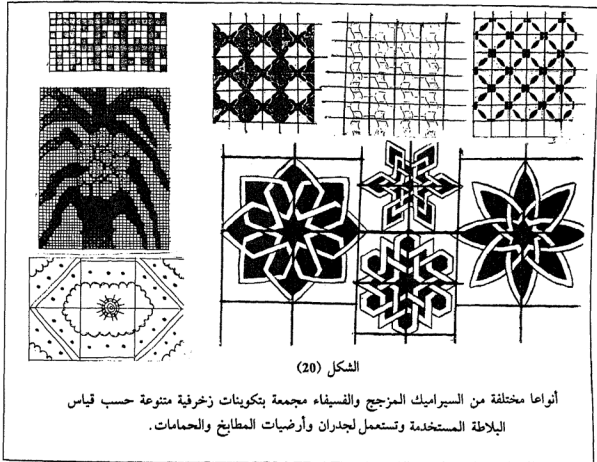 الشكل (20)
أنواعا مختلفة من السيراميك المزجج والفسيفاء مجمعة بتكوينات زخرفية متنوعة حسب قياس
البلاطة المستخدمة وتستعمل لجدران وأرضيات المطابخ والحمامات.